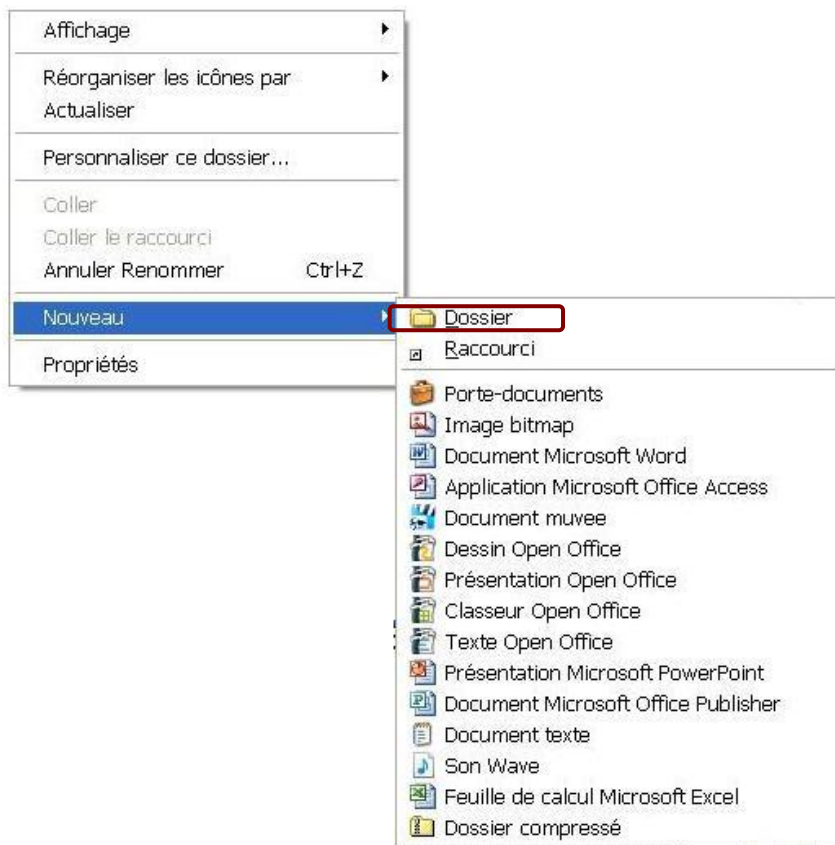 Affichage
Réorganiser les icônes par
Actualiser
Personnaliser ce dossier...
Coller
Coller le raccourci
Annuler Renommer Ctrl+Z
Nouveau
Propriétés
Dossier
Raccourci
Porte-documents
Image bitmap
Document Microsoft Word
Application Microsoft Office Access
Document muvee
Dessin Open Office
Présentation Open Office
Classeur Open Office
Texte Open Office
Présentation Microsoft PowerPoint
Document Microsoft Office Publisher
Document texte
Son Wave
Feuille de calcul Microsoft Excel
Dossier compressé